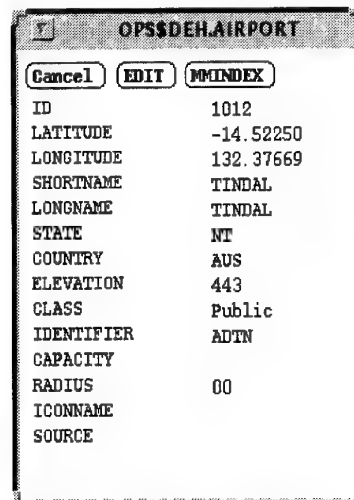 OPS$DEH.AIRPORT
Cancel EDIT MMINDEX
ID 1012
LATITUDE -14.52250
LONGITUDE 132.37669
SHORTNAME TINDAL
LONGNAME TINDAL
STATE NT
COUNTRY AUS
ELEVATION 443
CLASS Public
IDENTIFIER ADTN
CAPACITY
RADIUS 00
ICONNAME
SOURCE